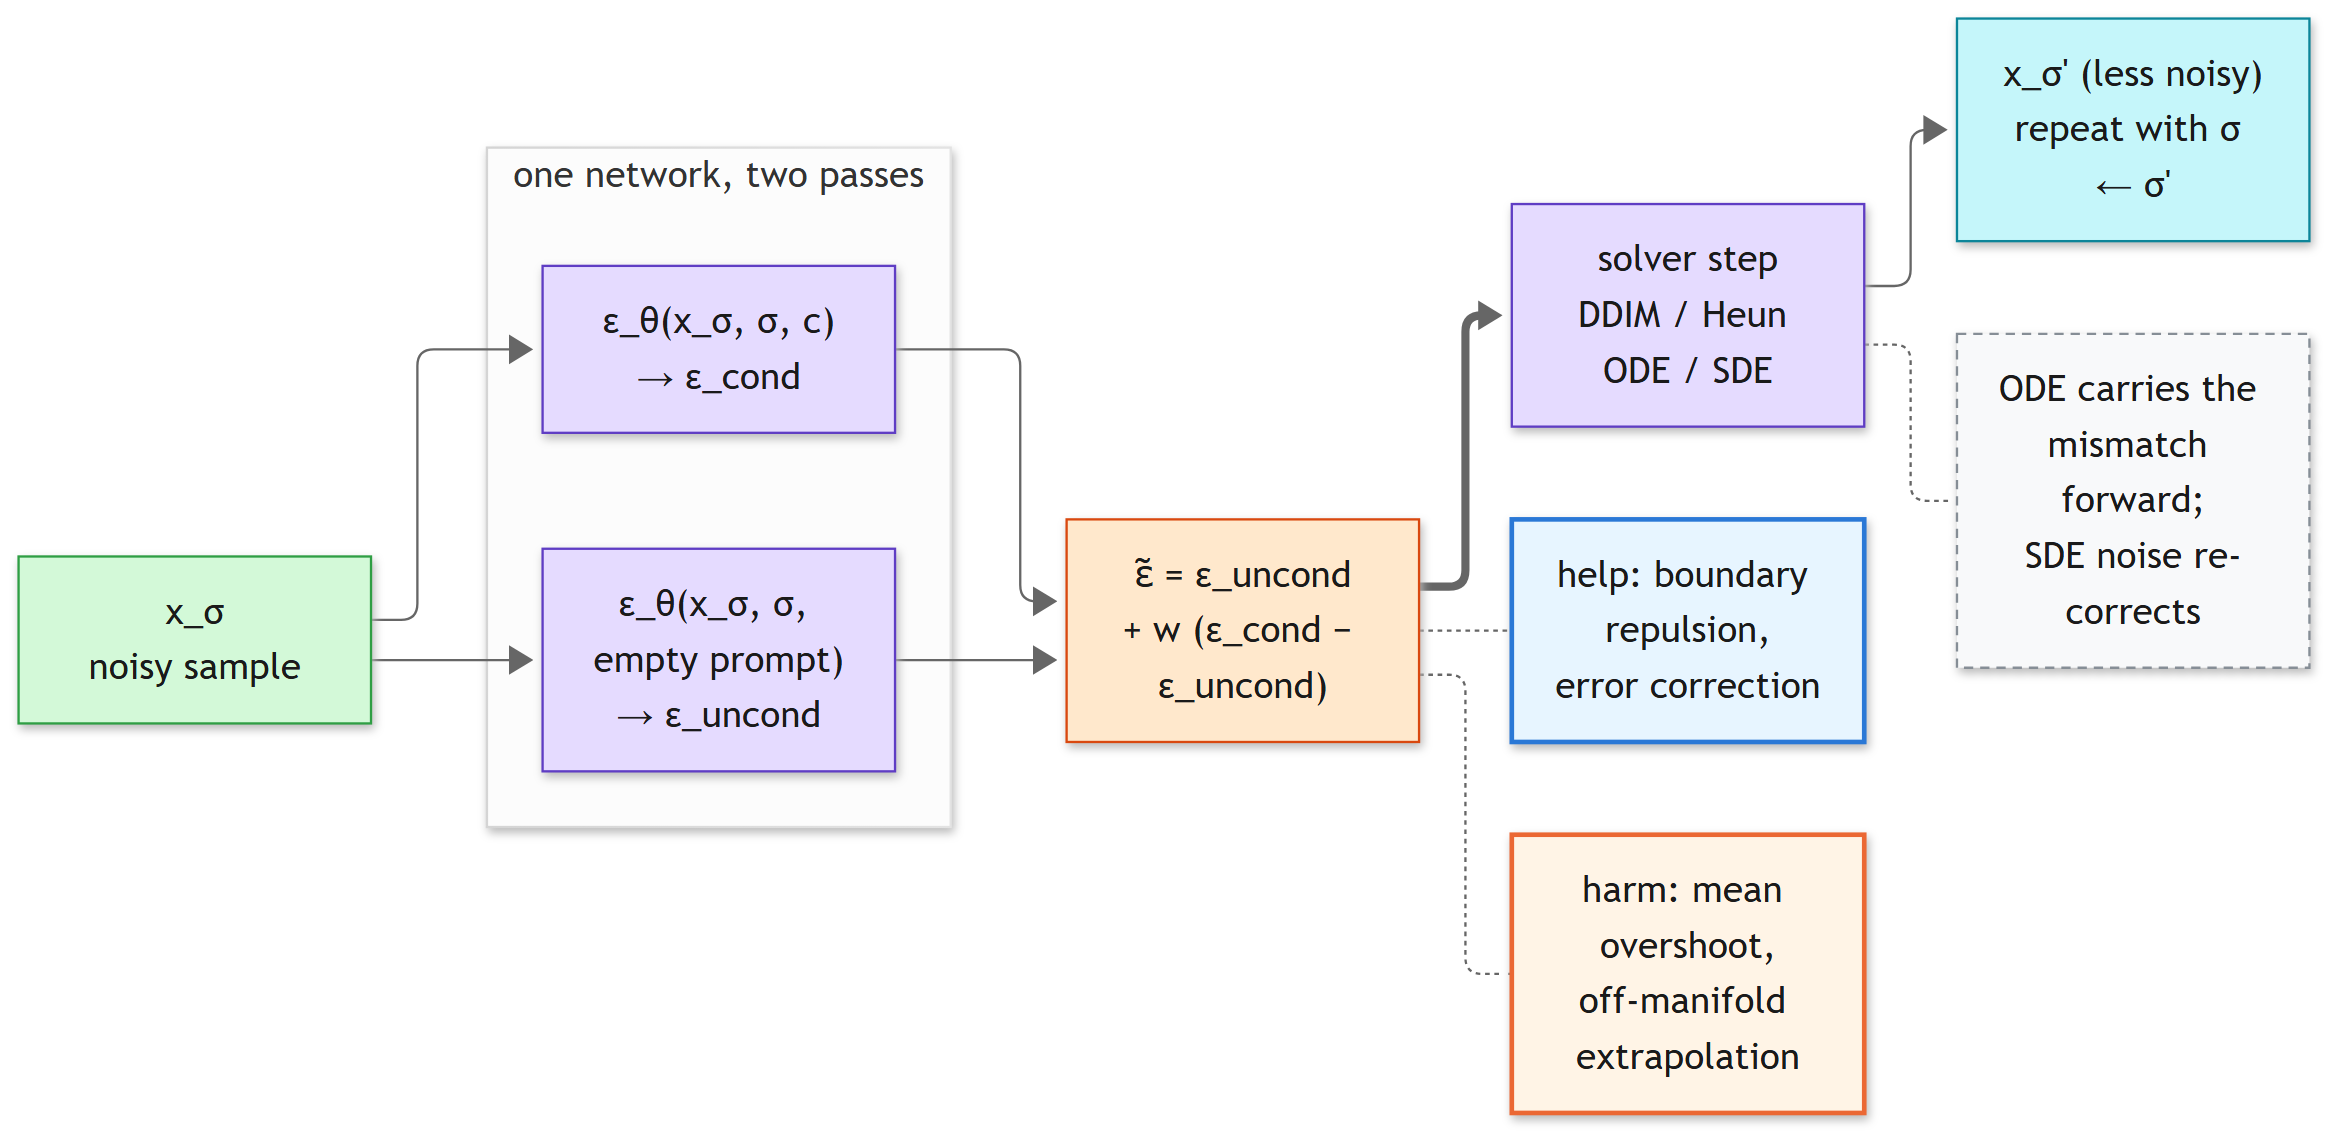 one network, two passes
x_σ
noisy sample
ε_θ(x_σ, σ, c)
→ ε_cond
ε_θ(x_σ, σ,
empty prompt)
→ ε_uncond
ε̃ = ε_uncond
+ w (ε_cond −
ε_uncond)
solver step
DDIM / Heun
ODE / SDE
x_σ' (less noisy)
repeat with σ
← σ'
ODE carries the
mismatch
forward;
SDE noise re-
corrects
help: boundary
repulsion,
error correction
harm: mean
overshoot,
off-manifold
extrapolation